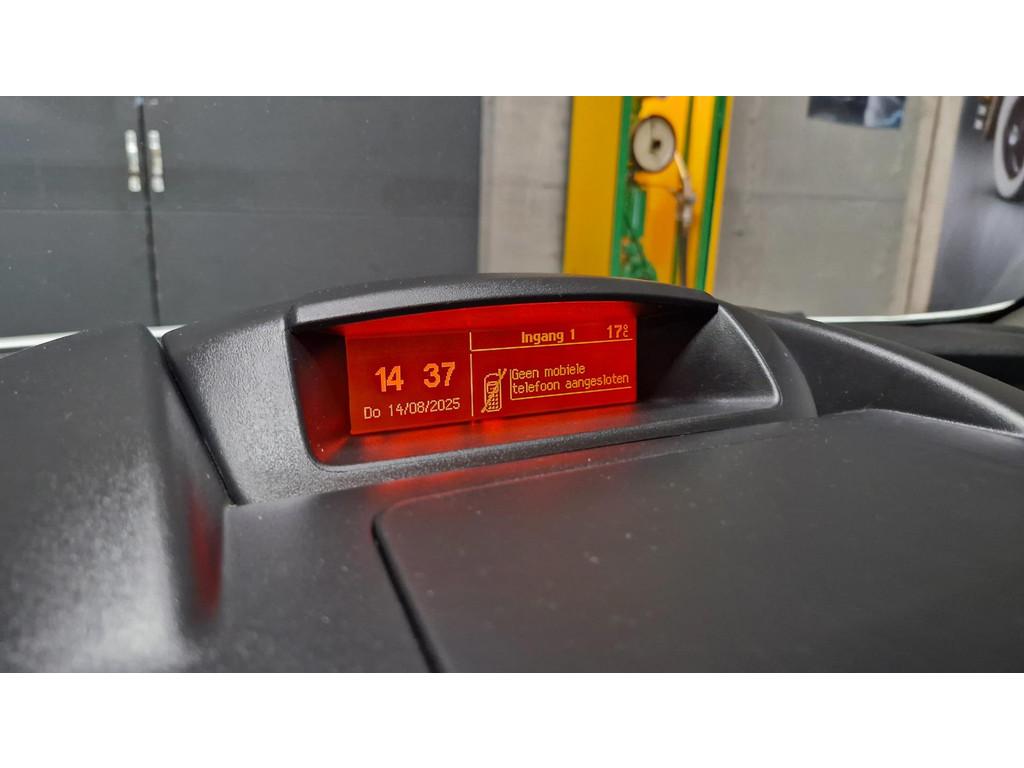 Ingang 1 17°C
14 37
Do 14/08/2025
Geen mobiele
telefoon aangesloten